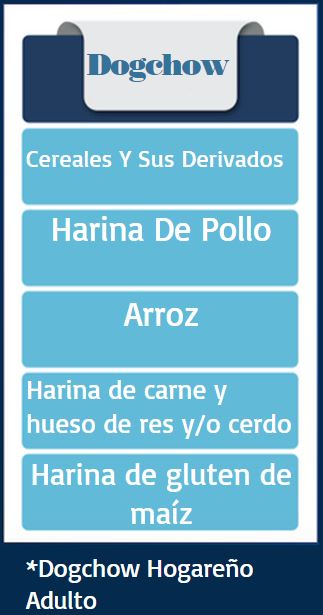 Dogchow
Cereales Y Sus Derivados
Harina De Pollo
Arroz
Harina de carne y
hueso de res y/o cerdo
Harina de gluten de
maíz
*Dogchow Hogareño
Adulto